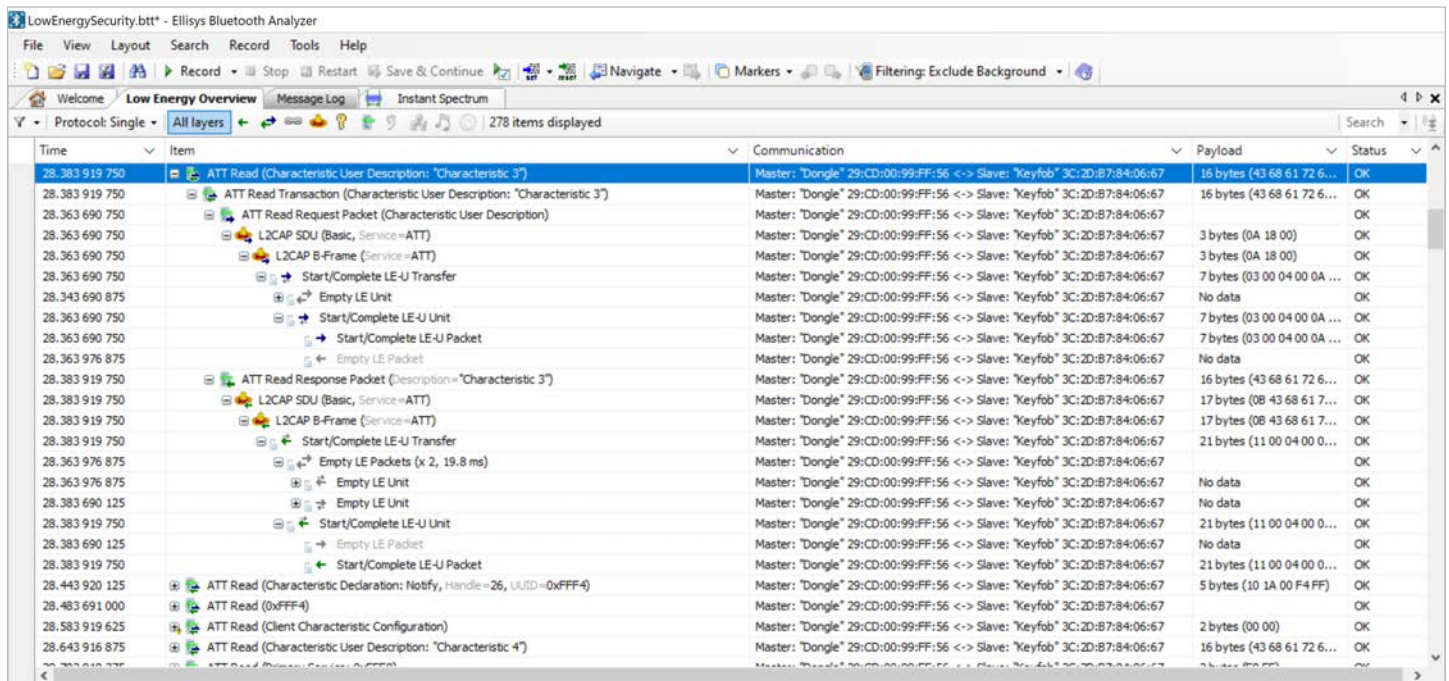 LowEnergySecurity.btt* - Ellisys Bluetooth Analyzer
File View Layout Search Record Tools Help
Record Stop Restart Save & Continue Navigate Markers Filtering: Exclude Background
Welcome Low Energy Overview Message Log Instant Spectrum
Protocol: Single All layers 278 items displayed Search
Time Item Communication Payload Status
28.383 919 750 ATT Read (Characteristic User Description: "Characteristic 3") Master: "Dongle" 29:CD:00:99:FF:56 <-> Slave: "Keyfob" 3C:2D:B7:84:06:67 16 bytes (43 68 61 72 6... OK
28.383 919 750 ATT Read Transaction (Characteristic User Description: "Characteristic 3") Master: "Dongle" 29:CD:00:99:FF:56 <-> Slave: "Keyfob" 3C:2D:B7:84:06:67 16 bytes (43 68 61 72 6... OK
28.363 690 750 ATT Read Request Packet (Characteristic User Description) Master: "Dongle" 29:CD:00:99:FF:56 <-> Slave: "Keyfob" 3C:2D:B7:84:06:67 OK
28.363 690 750 L2CAP SDU (Basic, Service=ATT) Master: "Dongle" 29:CD:00:99:FF:56 <-> Slave: "Keyfob" 3C:2D:B7:84:06:67 3 bytes (0A 18 00) OK
28.363 690 750 L2CAP B-Frame (Service=ATT) Master: "Dongle" 29:CD:00:99:FF:56 <-> Slave: "Keyfob" 3C:2D:B7:84:06:67 3 bytes (0A 18 00) OK
28.363 690 750 Start/Complete LE-U Transfer Master: "Dongle" 29:CD:00:99:FF:56 <-> Slave: "Keyfob" 3C:2D:B7:84:06:67 7 bytes (03 00 04 00 0A ... OK
28.343 690 875 Empty LE Unit Master: "Dongle" 29:CD:00:99:FF:56 <-> Slave: "Keyfob" 3C:2D:B7:84:06:67 No data OK
28.363 690 750 Start/Complete LE-U Unit Master: "Dongle" 29:CD:00:99:FF:56 <-> Slave: "Keyfob" 3C:2D:B7:84:06:67 7 bytes (03 00 04 00 0A ... OK
28.363 690 750 Start/Complete LE-U Packet Master: "Dongle" 29:CD:00:99:FF:56 <-> Slave: "Keyfob" 3C:2D:B7:84:06:67 7 bytes (03 00 04 00 0A ... OK
28.363 976 875 Empty LE Packet Master: "Dongle" 29:CD:00:99:FF:56 <-> Slave: "Keyfob" 3C:2D:B7:84:06:67 No data OK
28.383 919 750 ATT Read Response Packet (Description="Characteristic 3") Master: "Dongle" 29:CD:00:99:FF:56 <-> Slave: "Keyfob" 3C:2D:B7:84:06:67 16 bytes (43 68 61 72 6... OK
28.383 919 750 L2CAP SDU (Basic, Service=ATT) Master: "Dongle" 29:CD:00:99:FF:56 <-> Slave: "Keyfob" 3C:2D:B7:84:06:67 17 bytes (0B 43 68 61 7... OK
28.383 919 750 L2CAP B-Frame (Service=ATT) Master: "Dongle" 29:CD:00:99:FF:56 <-> Slave: "Keyfob" 3C:2D:B7:84:06:67 17 bytes (0B 43 68 61 7... OK
28.383 919 750 Start/Complete LE-U Transfer Master: "Dongle" 29:CD:00:99:FF:56 <-> Slave: "Keyfob" 3C:2D:B7:84:06:67 21 bytes (11 00 04 00 0... OK
28.363 976 875 Empty LE Packets (x 2, 19.8 ms) Master: "Dongle" 29:CD:00:99:FF:56 <-> Slave: "Keyfob" 3C:2D:B7:84:06:67 OK
28.363 976 875 Empty LE Unit Master: "Dongle" 29:CD:00:99:FF:56 <-> Slave: "Keyfob" 3C:2D:B7:84:06:67 No data OK
28.383 690 125 Empty LE Unit Master: "Dongle" 29:CD:00:99:FF:56 <-> Slave: "Keyfob" 3C:2D:B7:84:06:67 No data OK
28.383 919 750 Start/Complete LE-U Unit Master: "Dongle" 29:CD:00:99:FF:56 <-> Slave: "Keyfob" 3C:2D:B7:84:06:67 21 bytes (11 00 04 00 0... OK
28.383 690 125 Empty LE Packet Master: "Dongle" 29:CD:00:99:FF:56 <-> Slave: "Keyfob" 3C:2D:B7:84:06:67 No data OK
28.383 919 750 Start/Complete LE-U Packet Master: "Dongle" 29:CD:00:99:FF:56 <-> Slave: "Keyfob" 3C:2D:B7:84:06:67 21 bytes (11 00 04 00 0... OK
28.443 920 125 ATT Read (Characteristic Declaration: Notify, Handle=26, UUID=0xFFF4) Master: "Dongle" 29:CD:00:99:FF:56 <-> Slave: "Keyfob" 3C:2D:B7:84:06:67 5 bytes (10 1A 00 F4 FF) OK
28.483 691 000 ATT Read (0xFFF4) Master: "Dongle" 29:CD:00:99:FF:56 <-> Slave: "Keyfob" 3C:2D:B7:84:06:67 OK
28.583 919 625 ATT Read (Client Characteristic Configuration) Master: "Dongle" 29:CD:00:99:FF:56 <-> Slave: "Keyfob" 3C:2D:B7:84:06:67 2 bytes (00 00) OK
28.643 916 875 ATT Read (Characteristic User Description: "Characteristic 4") Master: "Dongle" 29:CD:00:99:FF:56 <-> Slave: "Keyfob" 3C:2D:B7:84:06:67 16 bytes (43 68 61 72 6... OK